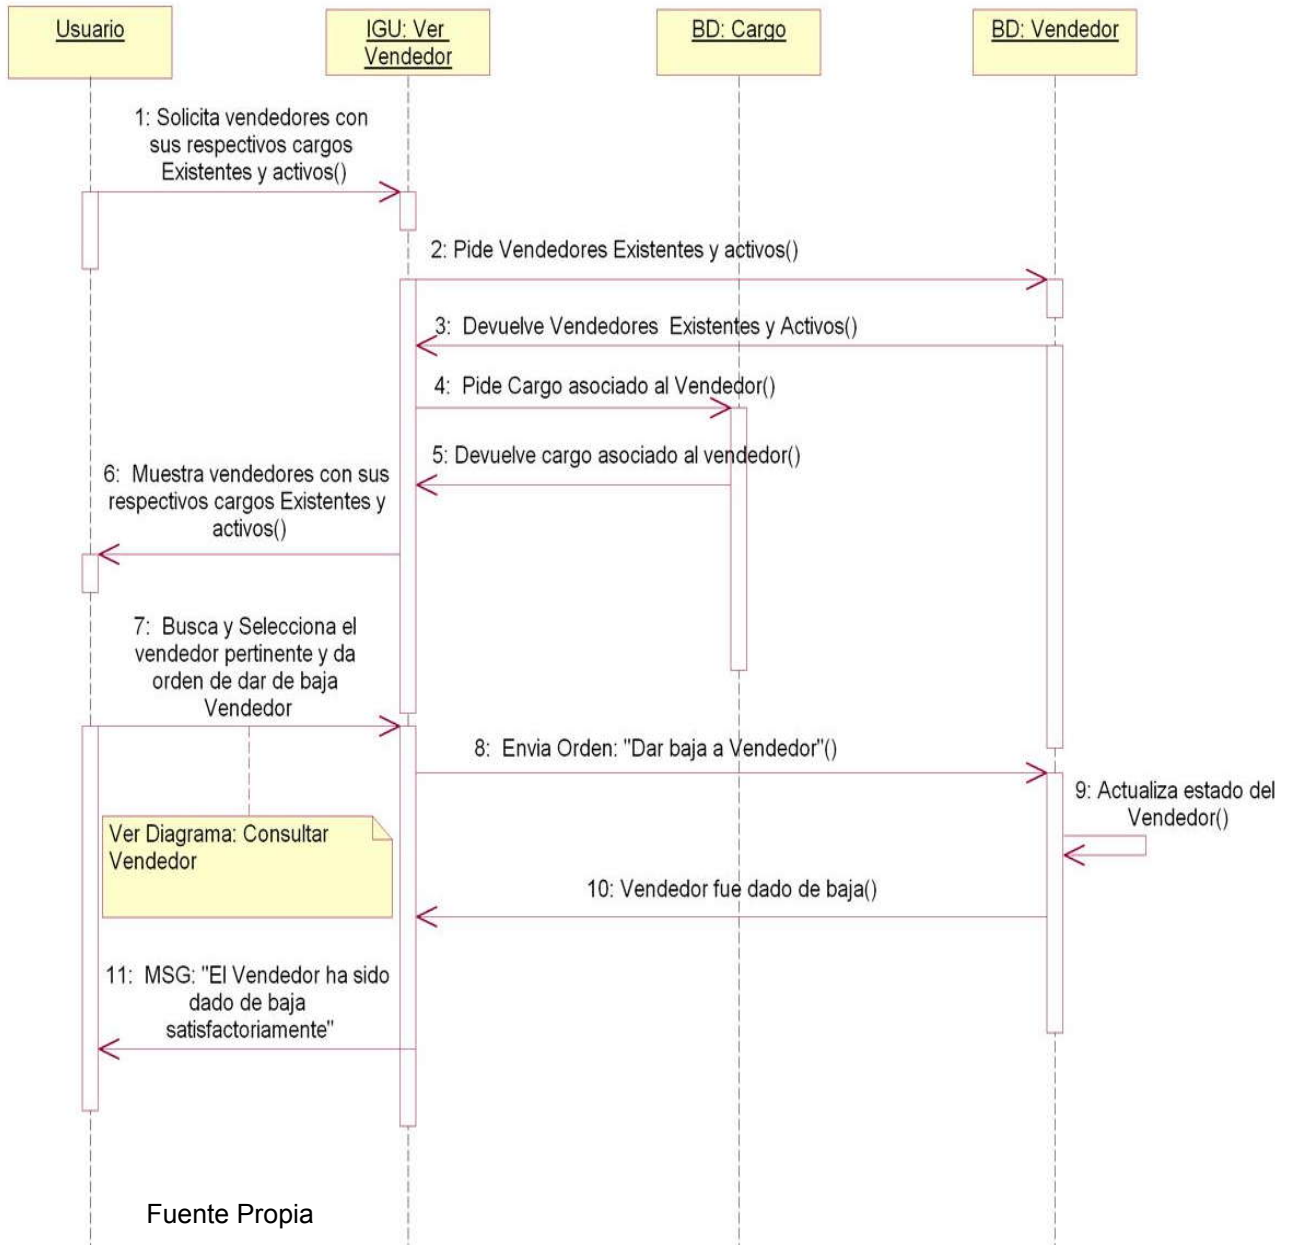 Usuario
IGU: Ver
Vendedor
BD: Cargo
BD: Vendedor
1: Solicita vendedores con
sus respectivos cargos
Existentes y activos()
2: Pide Vendedores Existentes y activos()
3: Devuelve Vendedores Existentes y Activos()
4: Pide Cargo asociado al Vendedor()
5: Devuelve cargo asociado al vendedor()
6: Muestra vendedores con sus
respectivos cargos Existentes y
activos()
7: Busca y Selecciona el
vendedor pertinente y da
orden de dar de baja
Vendedor
8: Envia Orden: "Dar baja a Vendedor"()
9: Actualiza estado del
Vendedor()
Ver Diagrama: Consultar
Vendedor
10: Vendedor fue dado de baja()
11: MSG: "El Vendedor ha sido
dado de baja
satisfactoriamente"
Fuente Propia